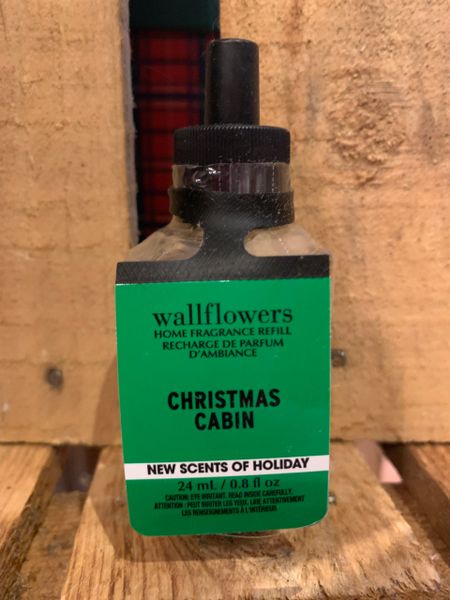 wallflowers
HOME FRAGRANCE REFILL
RECHARGE DE PARFUM
D'AMBIANCE
CHRISTMAS
CABIN
NEW SCENTS OF HOLIDAY
24 mL / 0.8 fl oz
CAUTION: EYE IRRITANT. READ INSIDE CAREFULLY.
ATTENTION : PEUT IRRITER LES YEUX. LIRE ATTENTIVEMENT
LES RENSEIGNEMENTS À L'INTÉRIEUR.